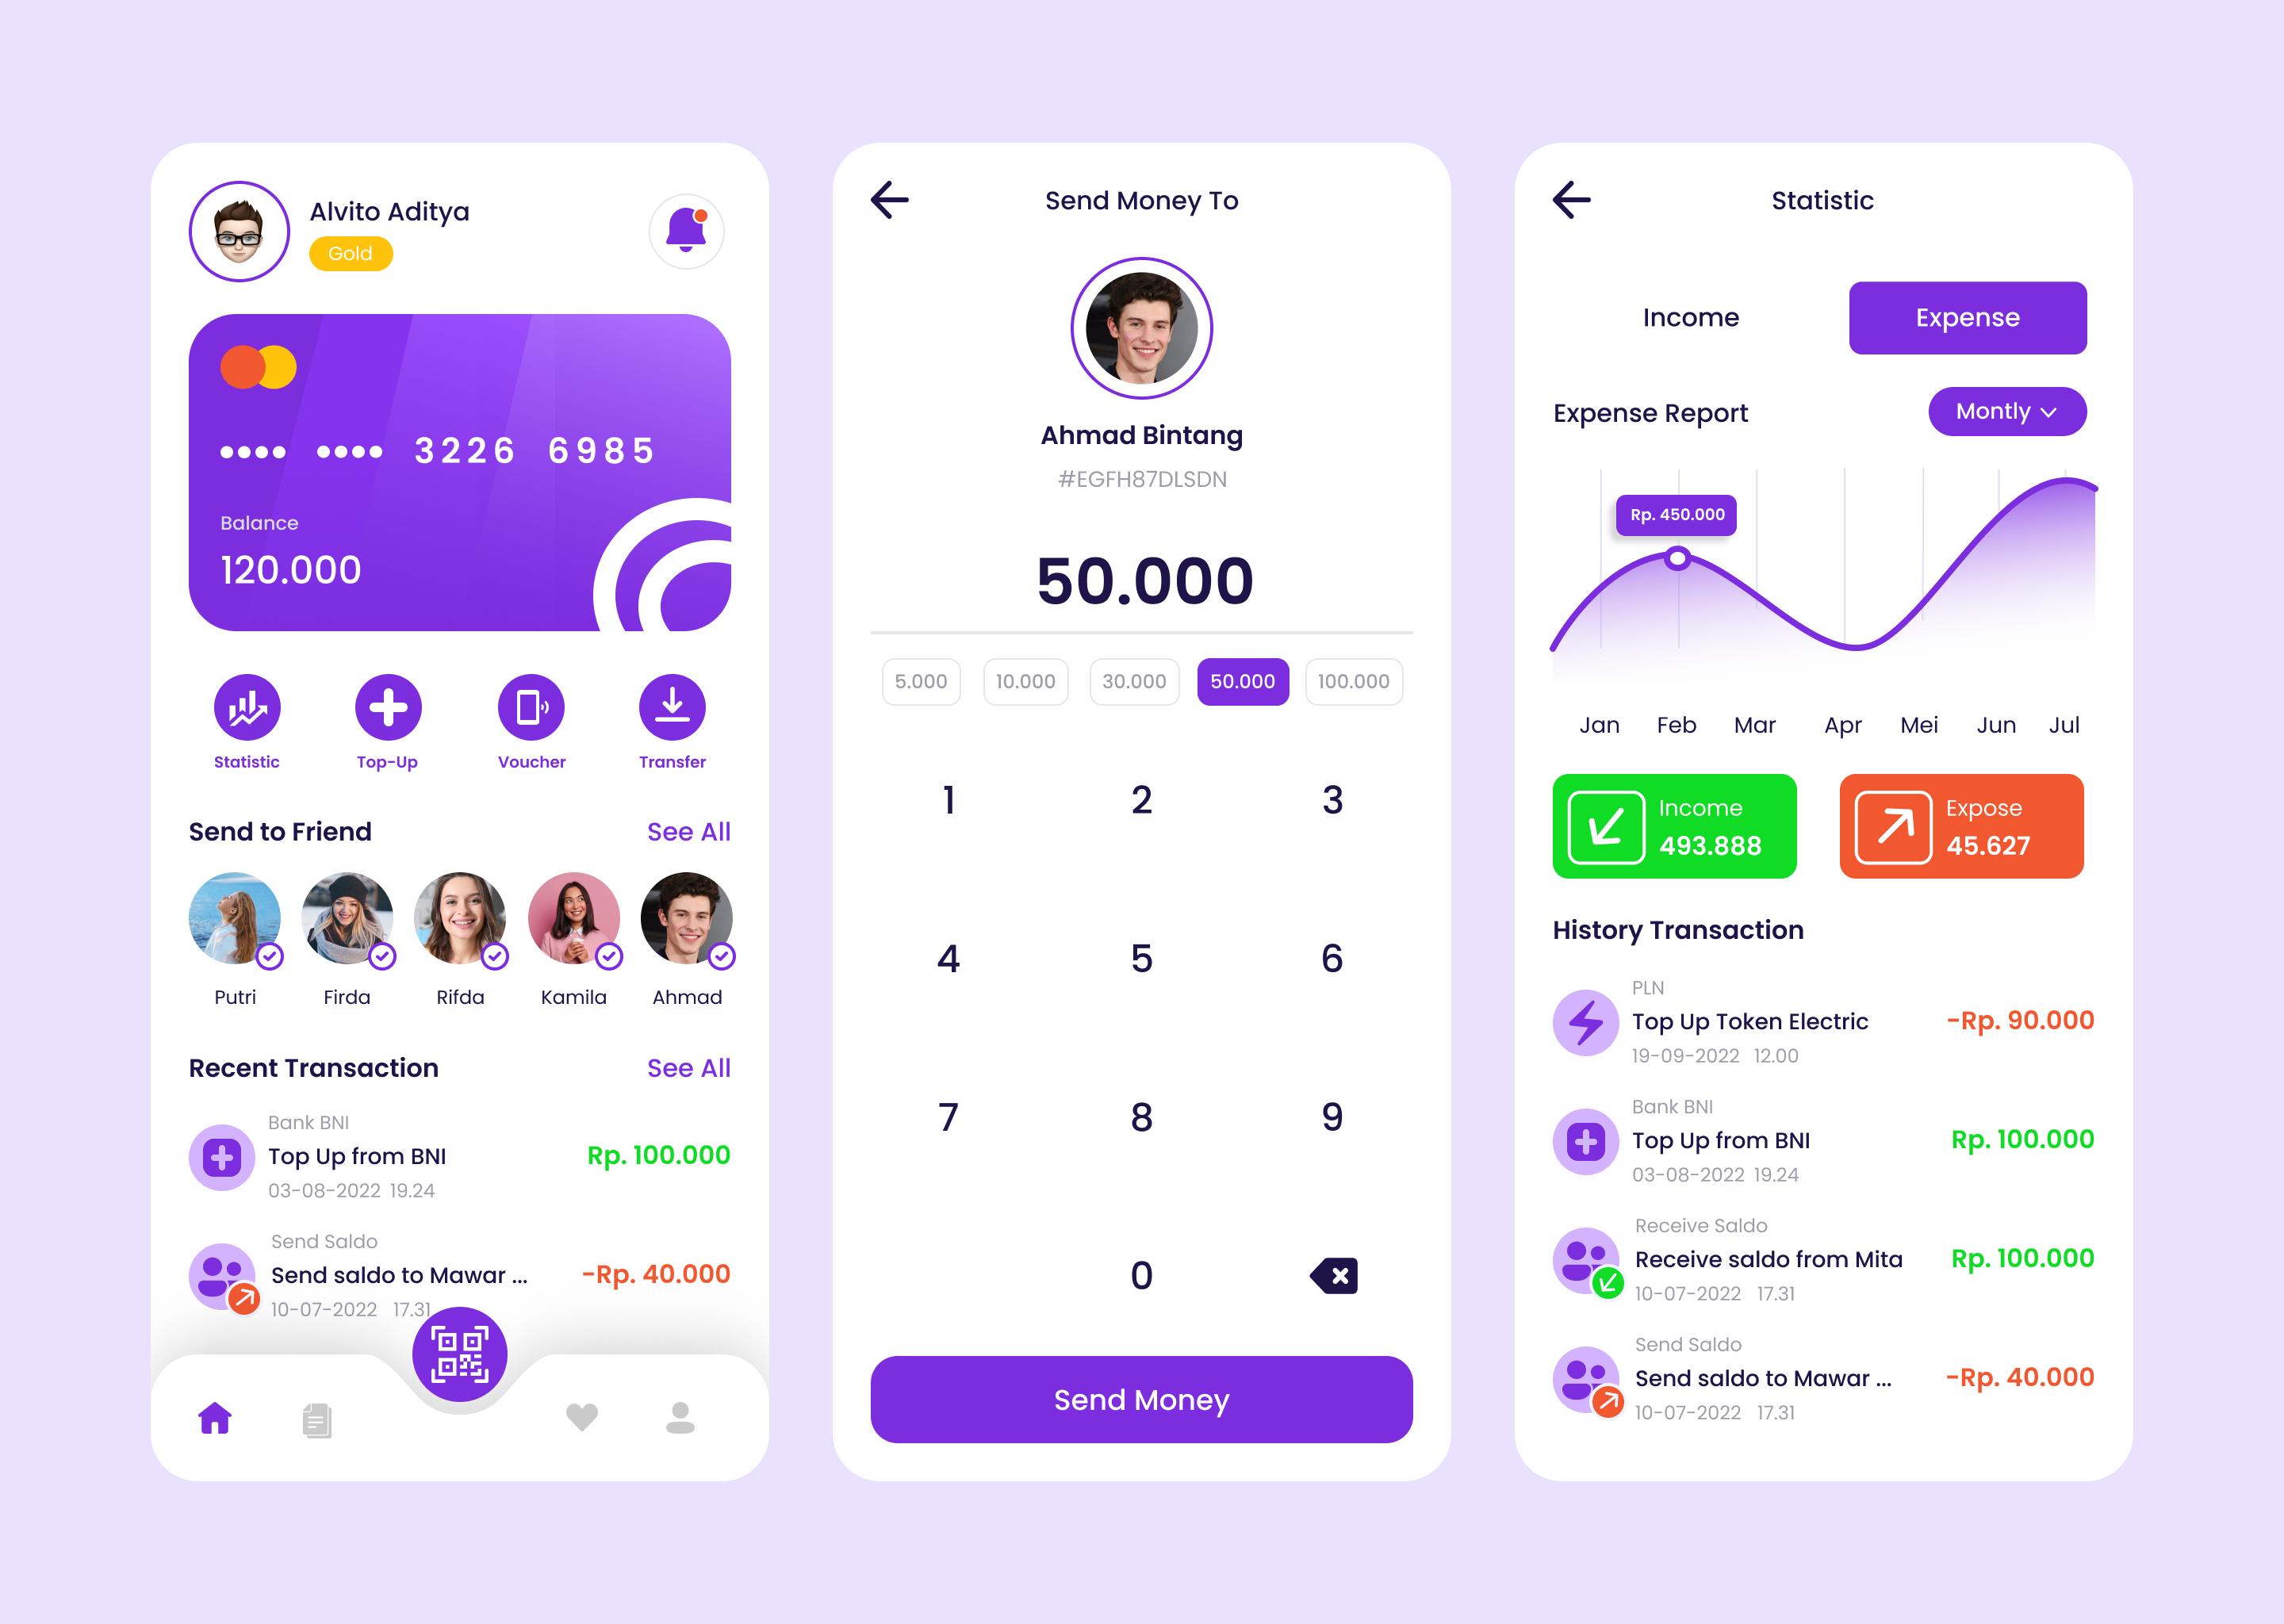 Alvito Aditya
Gold
•••• •••• 3226 6985
Balance
120.000
Statistic Top-Up Voucher Transfer
Send to Friend See All
Putri Firda Rifda Kamila Ahmad
Recent Transaction See All
Bank BNI
Top Up from BNI Rp. 100.000
03-08-2022 19.24
Send Saldo
Send saldo to Mawar ... -Rp. 40.000
10-07-2022 17.31
Send Money To
Ahmad Bintang
#EGFH87DLSDN
50.000
5.000 10.000 30.000 50.000 100.000
1 2 3
4 5 6
7 8 9
0
Send Money
Statistic
Income Expense
Expense Report Montly
Rp. 450.000
Jan Feb Mar Apr Mei Jun Jul
Income
493.888
Expose
45.627
History Transaction
PLN
Top Up Token Electric -Rp. 90.000
19-09-2022 12.00
Bank BNI
Top Up from BNI Rp. 100.000
03-08-2022 19.24
Receive Saldo
Receive saldo from Mita Rp. 100.000
10-07-2022 17.31
Send Saldo
Send saldo to Mawar ... -Rp. 40.000
10-07-2022 17.31